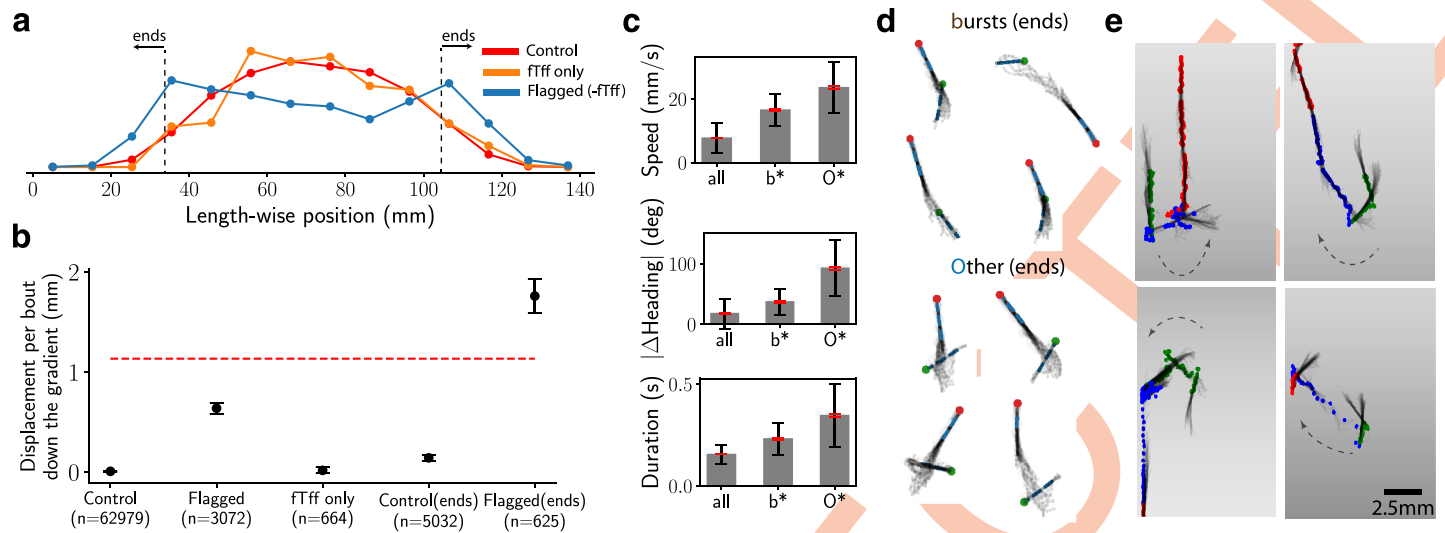 a
ends
ends
Control
fTff only
Flagged (-fTff)
0
20
40
60
80
100
120
140
Length-wise position (mm)
b
Displacement per bout
down the gradient (mm)
2
1
0
Control
(n=62979)
Flagged
(n=3072)
fTff only
(n=664)
Control(ends)
(n=5032)
Flagged(ends)
(n=625)
c
Speed (mm/s)
20
0
all
b*
O*
|ΔHeading| (deg)
100
0
all
b*
O*
Duration (s)
0.5
0.0
all
b*
O*
d
bursts (ends)
Other (ends)
e
2.5mm